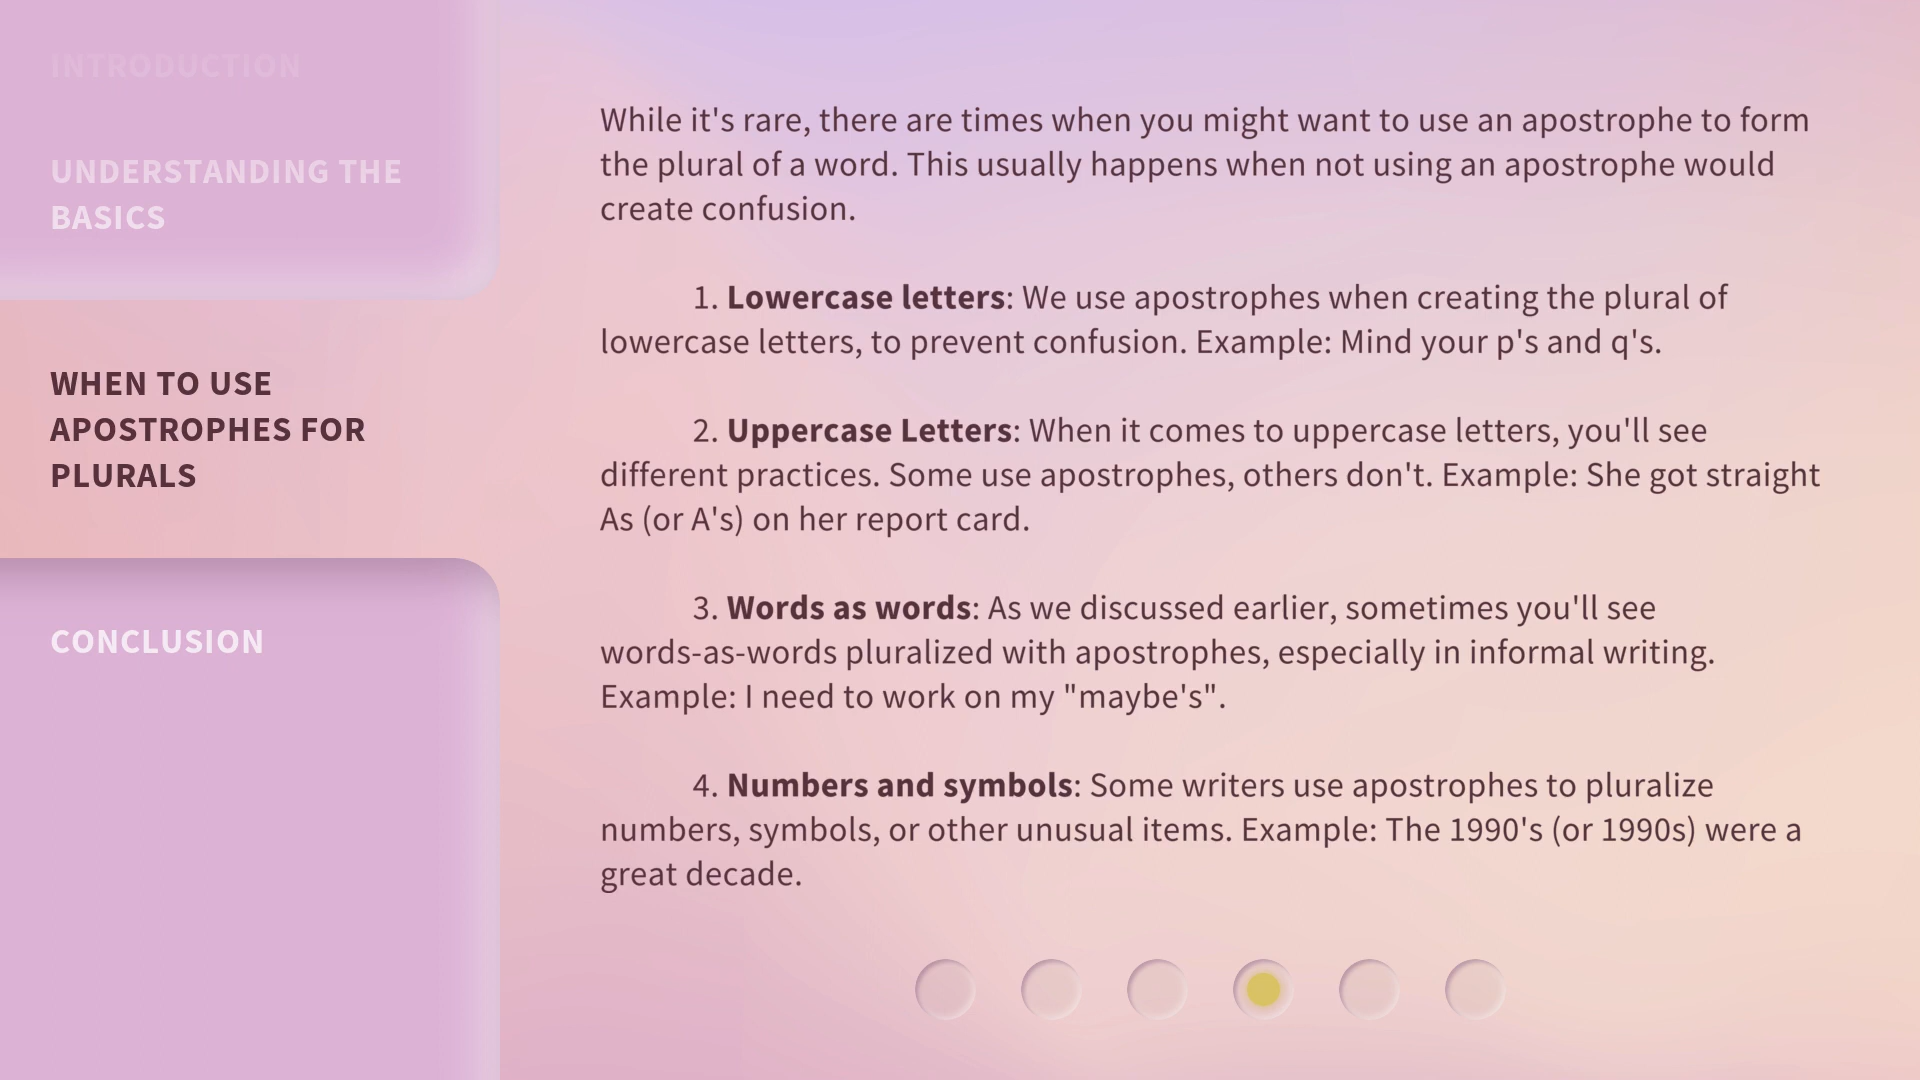 INTRODUCTION
UNDERSTANDING THE
BASICS
WHEN TO USE
APOSTROPHES FOR
PLURALS
CONCLUSION
While it's rare, there are times when you might want to use an apostrophe to form
the plural of a word. This usually happens when not using an apostrophe would
create confusion.
1. Lowercase letters: We use apostrophes when creating the plural of
lowercase letters, to prevent confusion. Example: Mind your p's and q's.
2. Uppercase Letters: When it comes to uppercase letters, you'll see
different practices. Some use apostrophes, others don't. Example: She got straight
As (or A's) on her report card.
3. Words as words: As we discussed earlier, sometimes you'll see
words-as-words pluralized with apostrophes, especially in informal writing.
Example: I need to work on my "maybe's".
4. Numbers and symbols: Some writers use apostrophes to pluralize
numbers, symbols, or other unusual items. Example: The 1990's (or 1990s) were a
great decade.